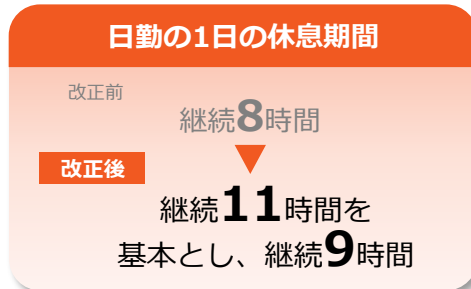 日勤の1日の休息期間
改正前
継続8時間
改正後
継続11時間を
基本とし、継続9時間